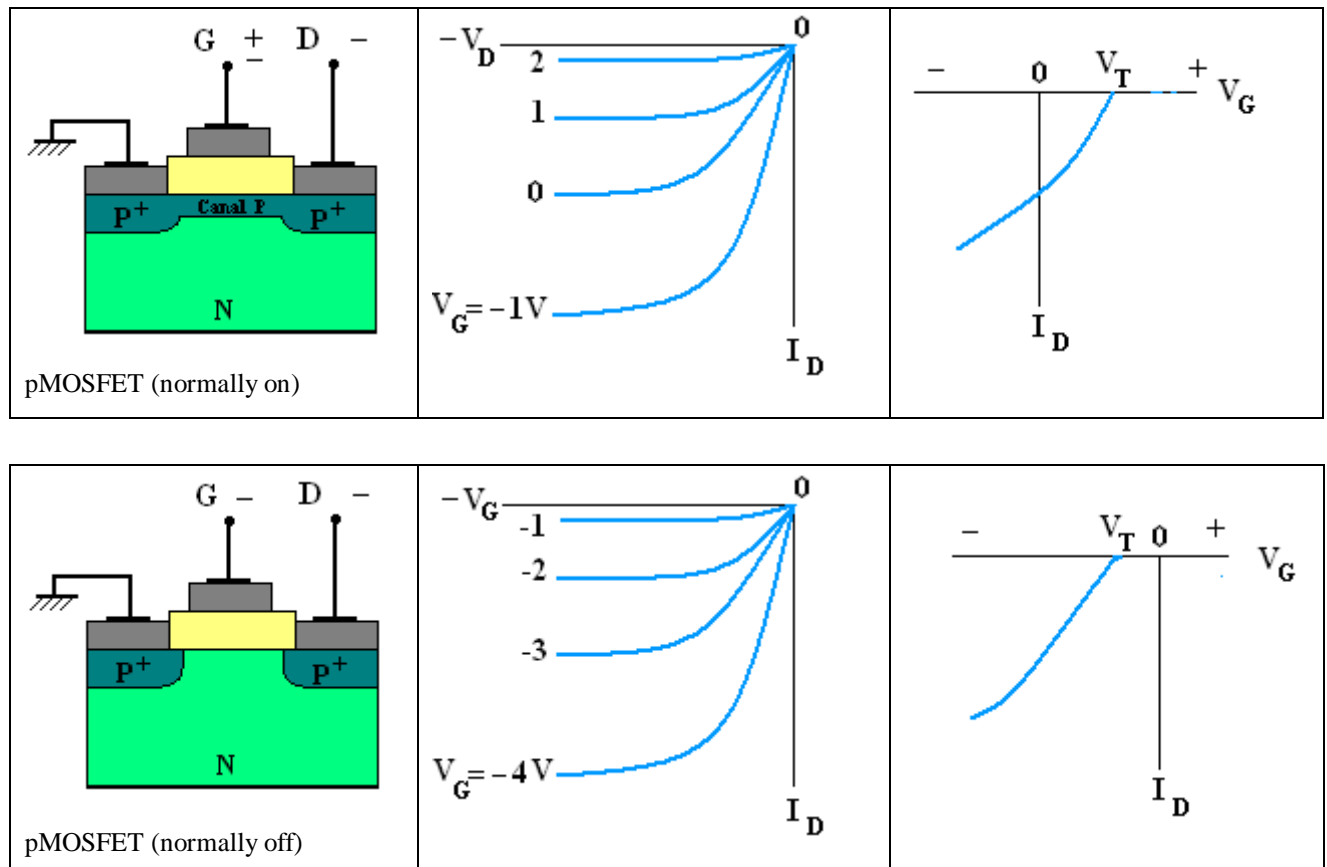 G ± D −
P+ Canal P P+
N
pMOSFET (normally on)
−VD 0
2
1
0
VG=−1V
ID
− 0 VT + VG
ID
G − D −
P+ P+
N
pMOSFET (normally off)
−VG 0
-1
-2
-3
VG=−4V
ID
− VT 0 + VG
ID